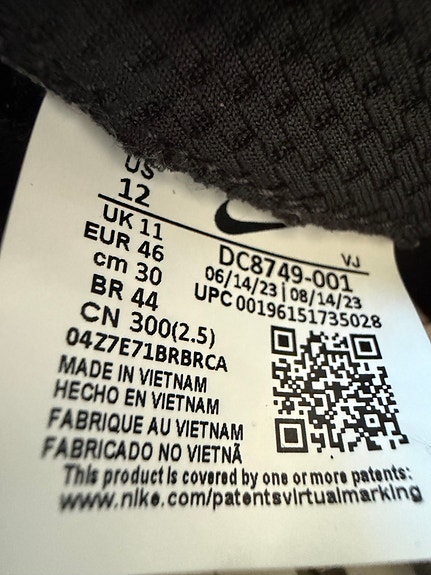 US
12
UK 11
EUR 46
cm 30
BR 44
CN 300(2.5)
04Z7E71BRBRCA
VJ
DC8749-001
06/14/23 | 08/14/23
UPC 00196151735028
MADE IN VIETNAM
HECHO EN VIETNAM
FABRIQUE AU VIETNAM
FABRICADO NO VIETNÃ
This product is covered by one or more patents:
www.nike.com/patentsvirtualmarking